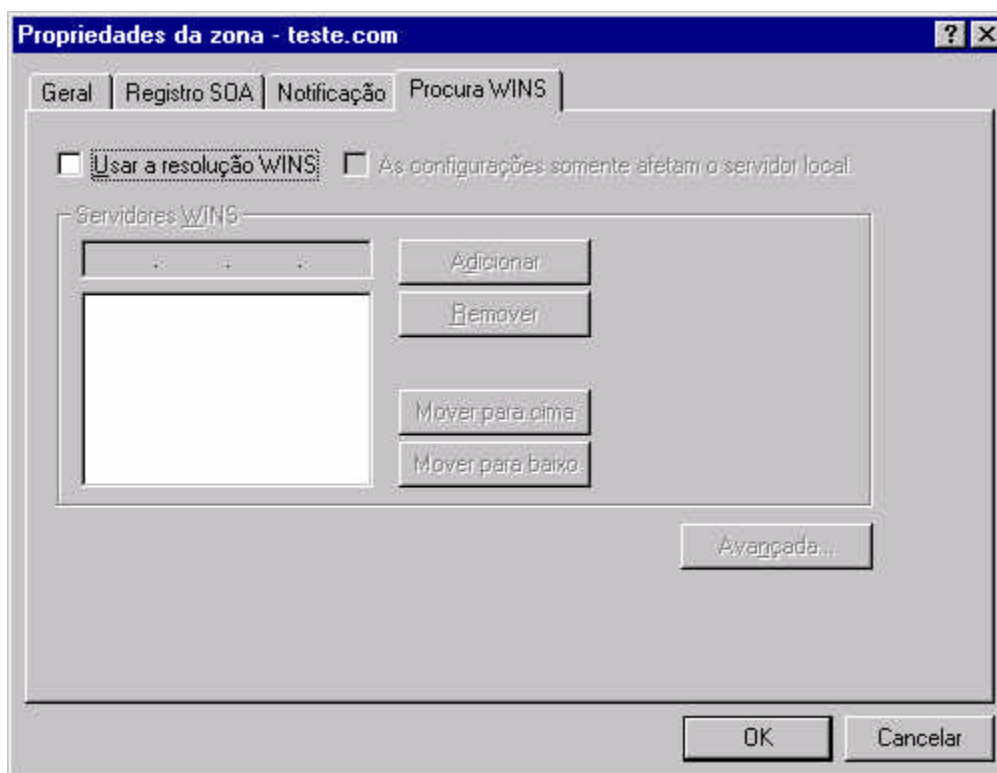 Propriedades da zona - teste.com
Geral Registro SOA Notificação Procura WINS
Usar a resolução WINS As configurações somente afetam o servidor local
Servidores WINS
. . .
Adicionar
Remover
Mover para cima
Mover para baixo
Avançada...
OK Cancelar